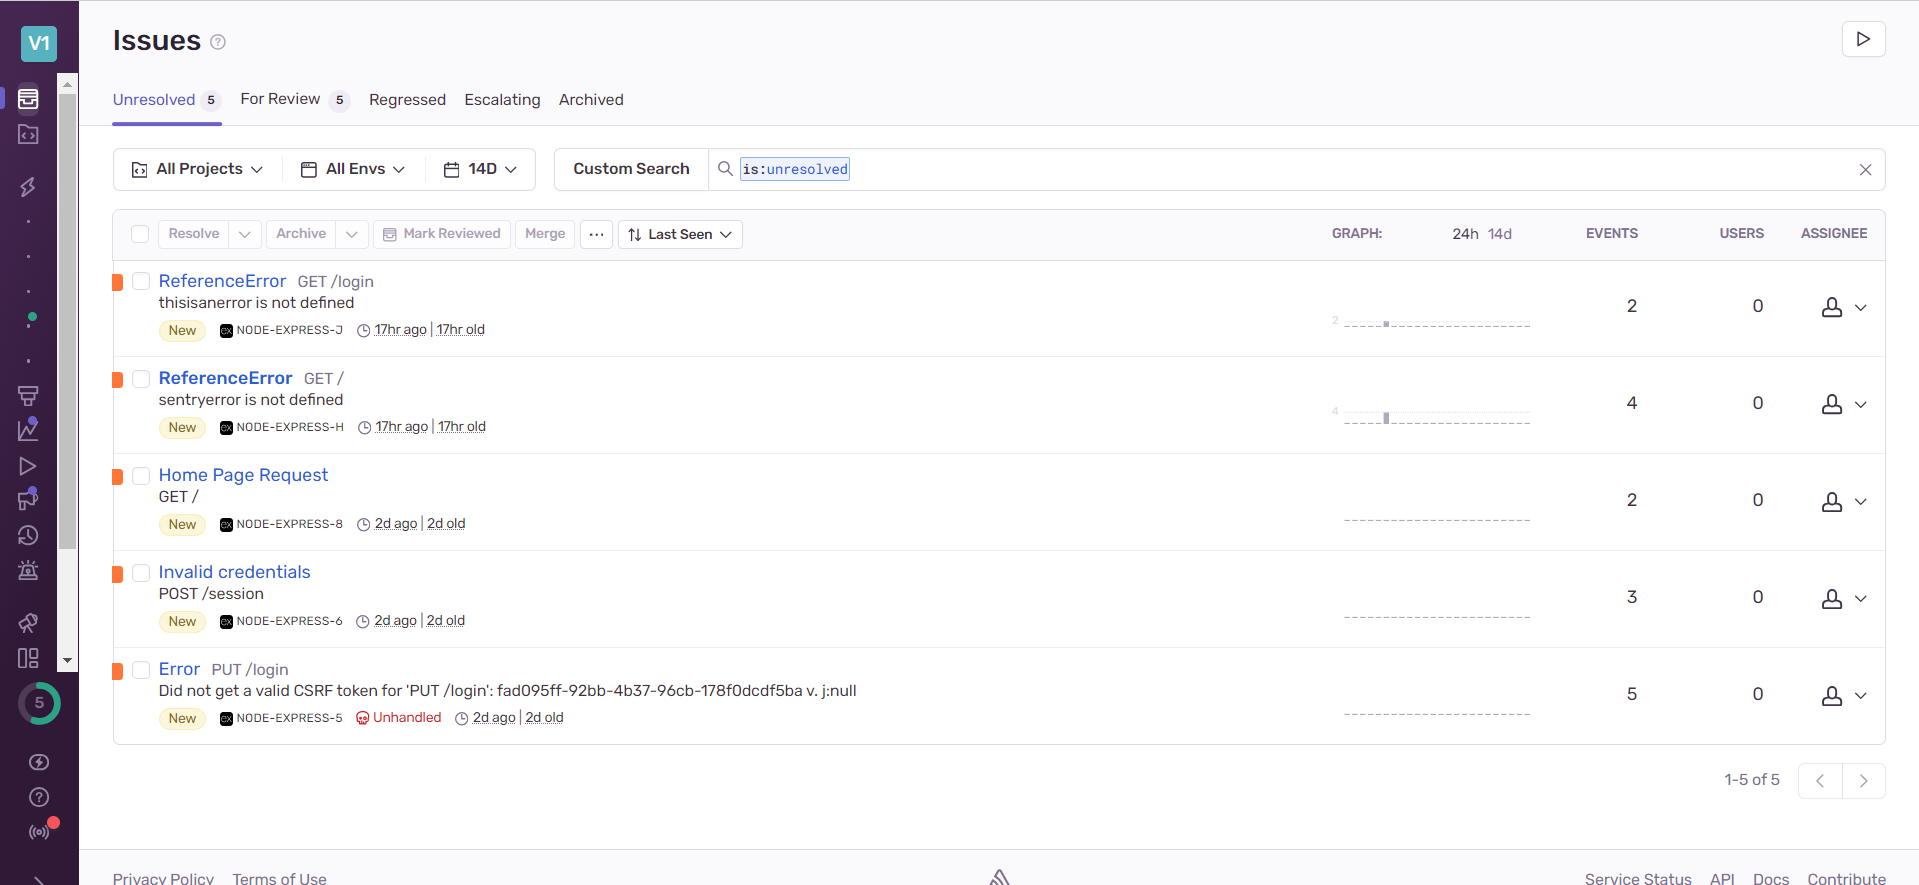 V1
Issues ?
Unresolved 5 For Review 5 Regressed Escalating Archived
All Projects All Envs 14D Custom Search is:unresolved
Resolve Archive Mark Reviewed Merge ... Last Seen GRAPH: 24h 14d EVENTS USERS ASSIGNEE
ReferenceError GET /login
thisisanerror is not defined
New ex NODE-EXPRESS-J 17hr ago | 17hr old
2
2 0
ReferenceError GET /
sentryerror is not defined
New ex NODE-EXPRESS-H 17hr ago | 17hr old
4
4 0
Home Page Request
GET /
New ex NODE-EXPRESS-8 2d ago | 2d old
2 0
Invalid credentials
POST /session
New ex NODE-EXPRESS-6 2d ago | 2d old
3 0
Error PUT /login
Did not get a valid CSRF token for 'PUT /login': fad095ff-92bb-4b37-96cb-178f0dcdf5ba v. j:null
New ex NODE-EXPRESS-5 Unhandled 2d ago | 2d old
5 0
5
?
1-5 of 5
Privacy Policy Terms of Use Service Status API Docs Contribute